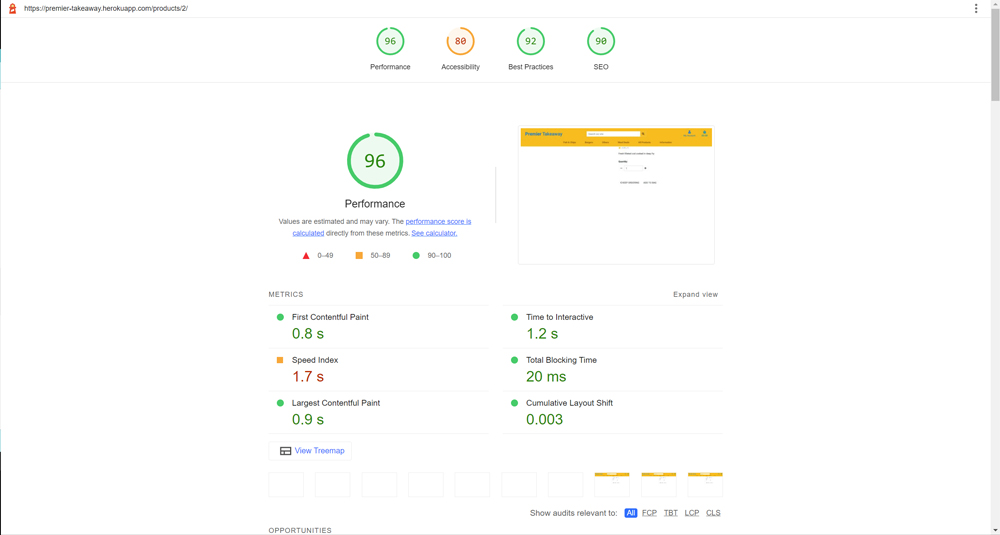 https://premier-takeaway.herokuapp.com/products/2/
96 80 92 90
Performance Accessibility Best Practices SEO
96
Performance
Values are estimated and may vary. The performance score is
calculated directly from these metrics. See calculator.
0–49 50–89 90–100
Premier Takeaway
METRICS Expand view
First Contentful Paint Time to Interactive
0.8 s 1.2 s
Speed Index Total Blocking Time
1.7 s 20 ms
Largest Contentful Paint Cumulative Layout Shift
0.9 s 0.003
View Treemap
Show audits relevant to: All FCP TBT LCP CLS
OPPORTUNITIES